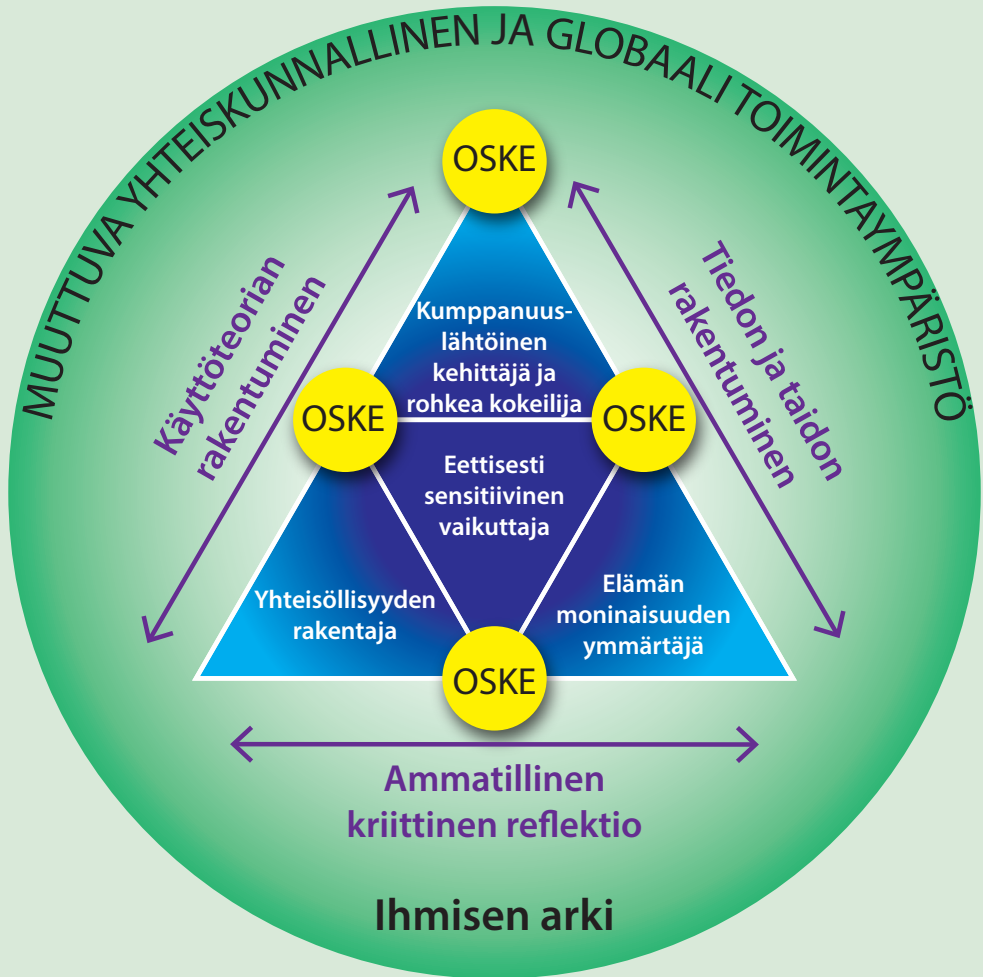 MUUTTUVA YHTEISKUNNALLINEN JA GLOBAALI TOIMINTAYMPÄRISTÖ
OSKE
Käyttöteorian
rakentuminen
Tiedon ja taidon
rakentuminen
Kumppanuus-
lähtöinen
kehittäjä ja
rohkea kokeilija
OSKE
OSKE
Eettisesti
sensitiivinen
vaikuttaja
Yhteisöllisyyden
rakentaja
Elämän
moninaisuuden
ymmärtäjä
OSKE
Ammatillinen
kriittinen reflektio
Ihmisen arki